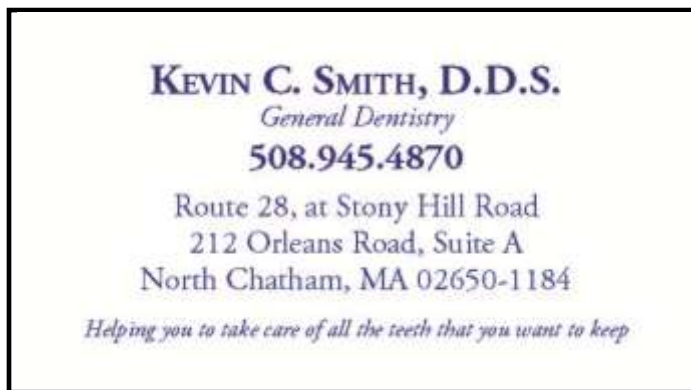 KEVIN C. SMITH, D.D.S.
General Dentistry
508.945.4870
Route 28, at Stony Hill Road
212 Orleans Road, Suite A
North Chatham, MA 02650-1184
Helping you to take care of all the teeth that you want to keep